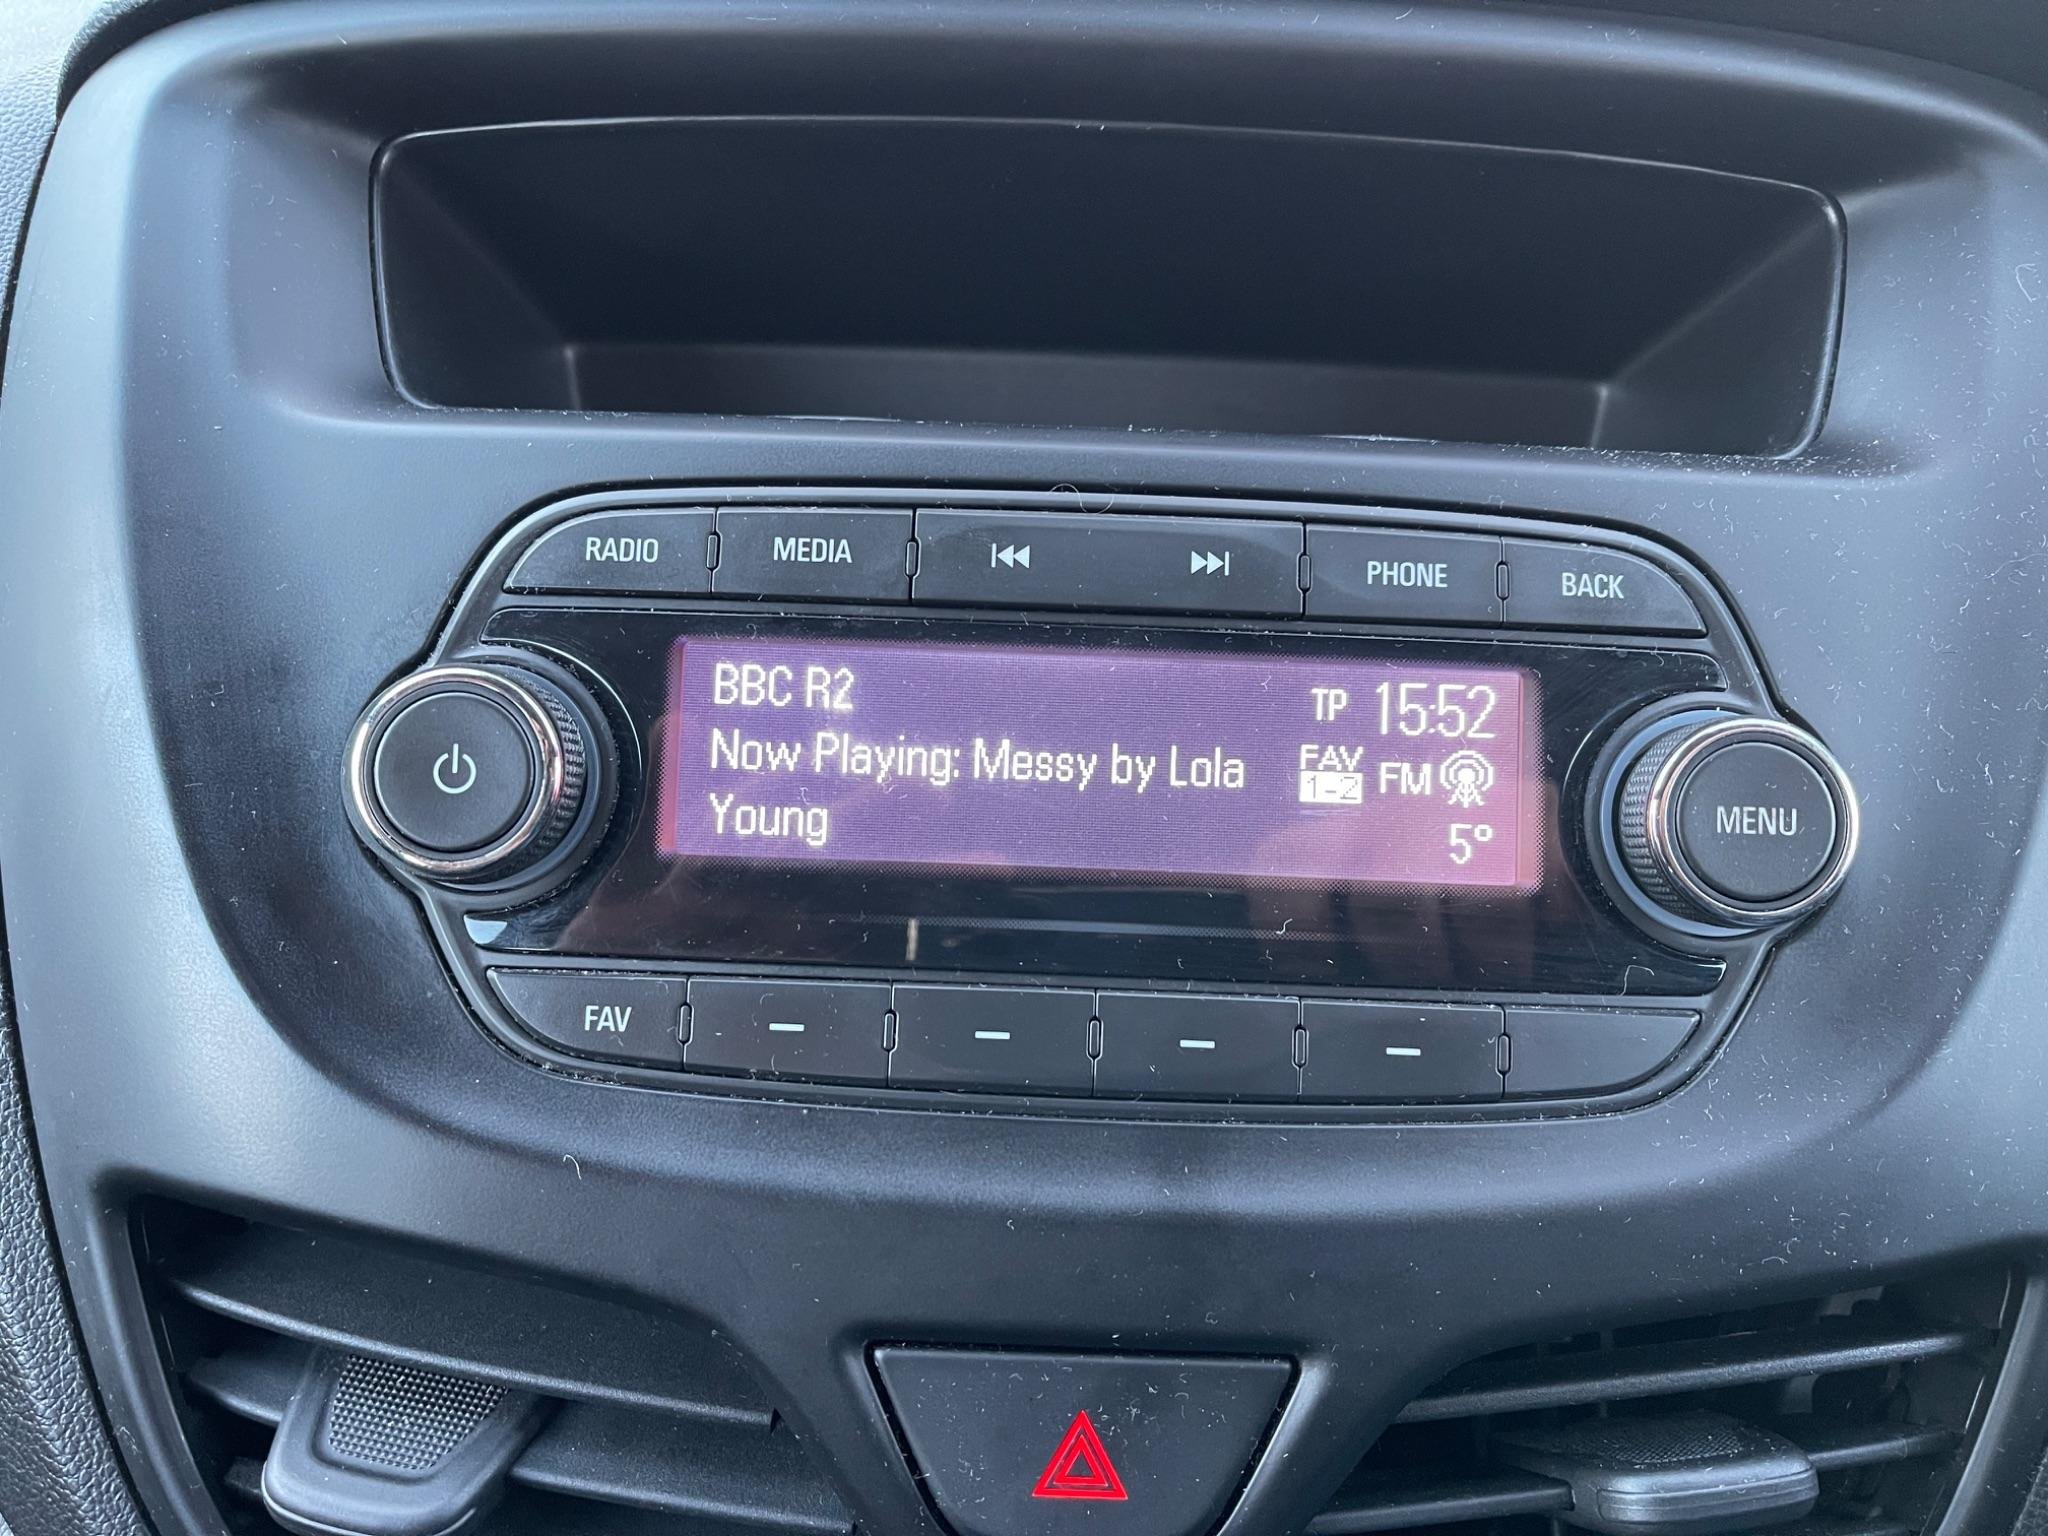 RADIO MEDIA PHONE BACK
BBC R2 TP 15:52
Now Playing: Messy by Lola FAV FM
1-2
Young 5°
MENU
FAV